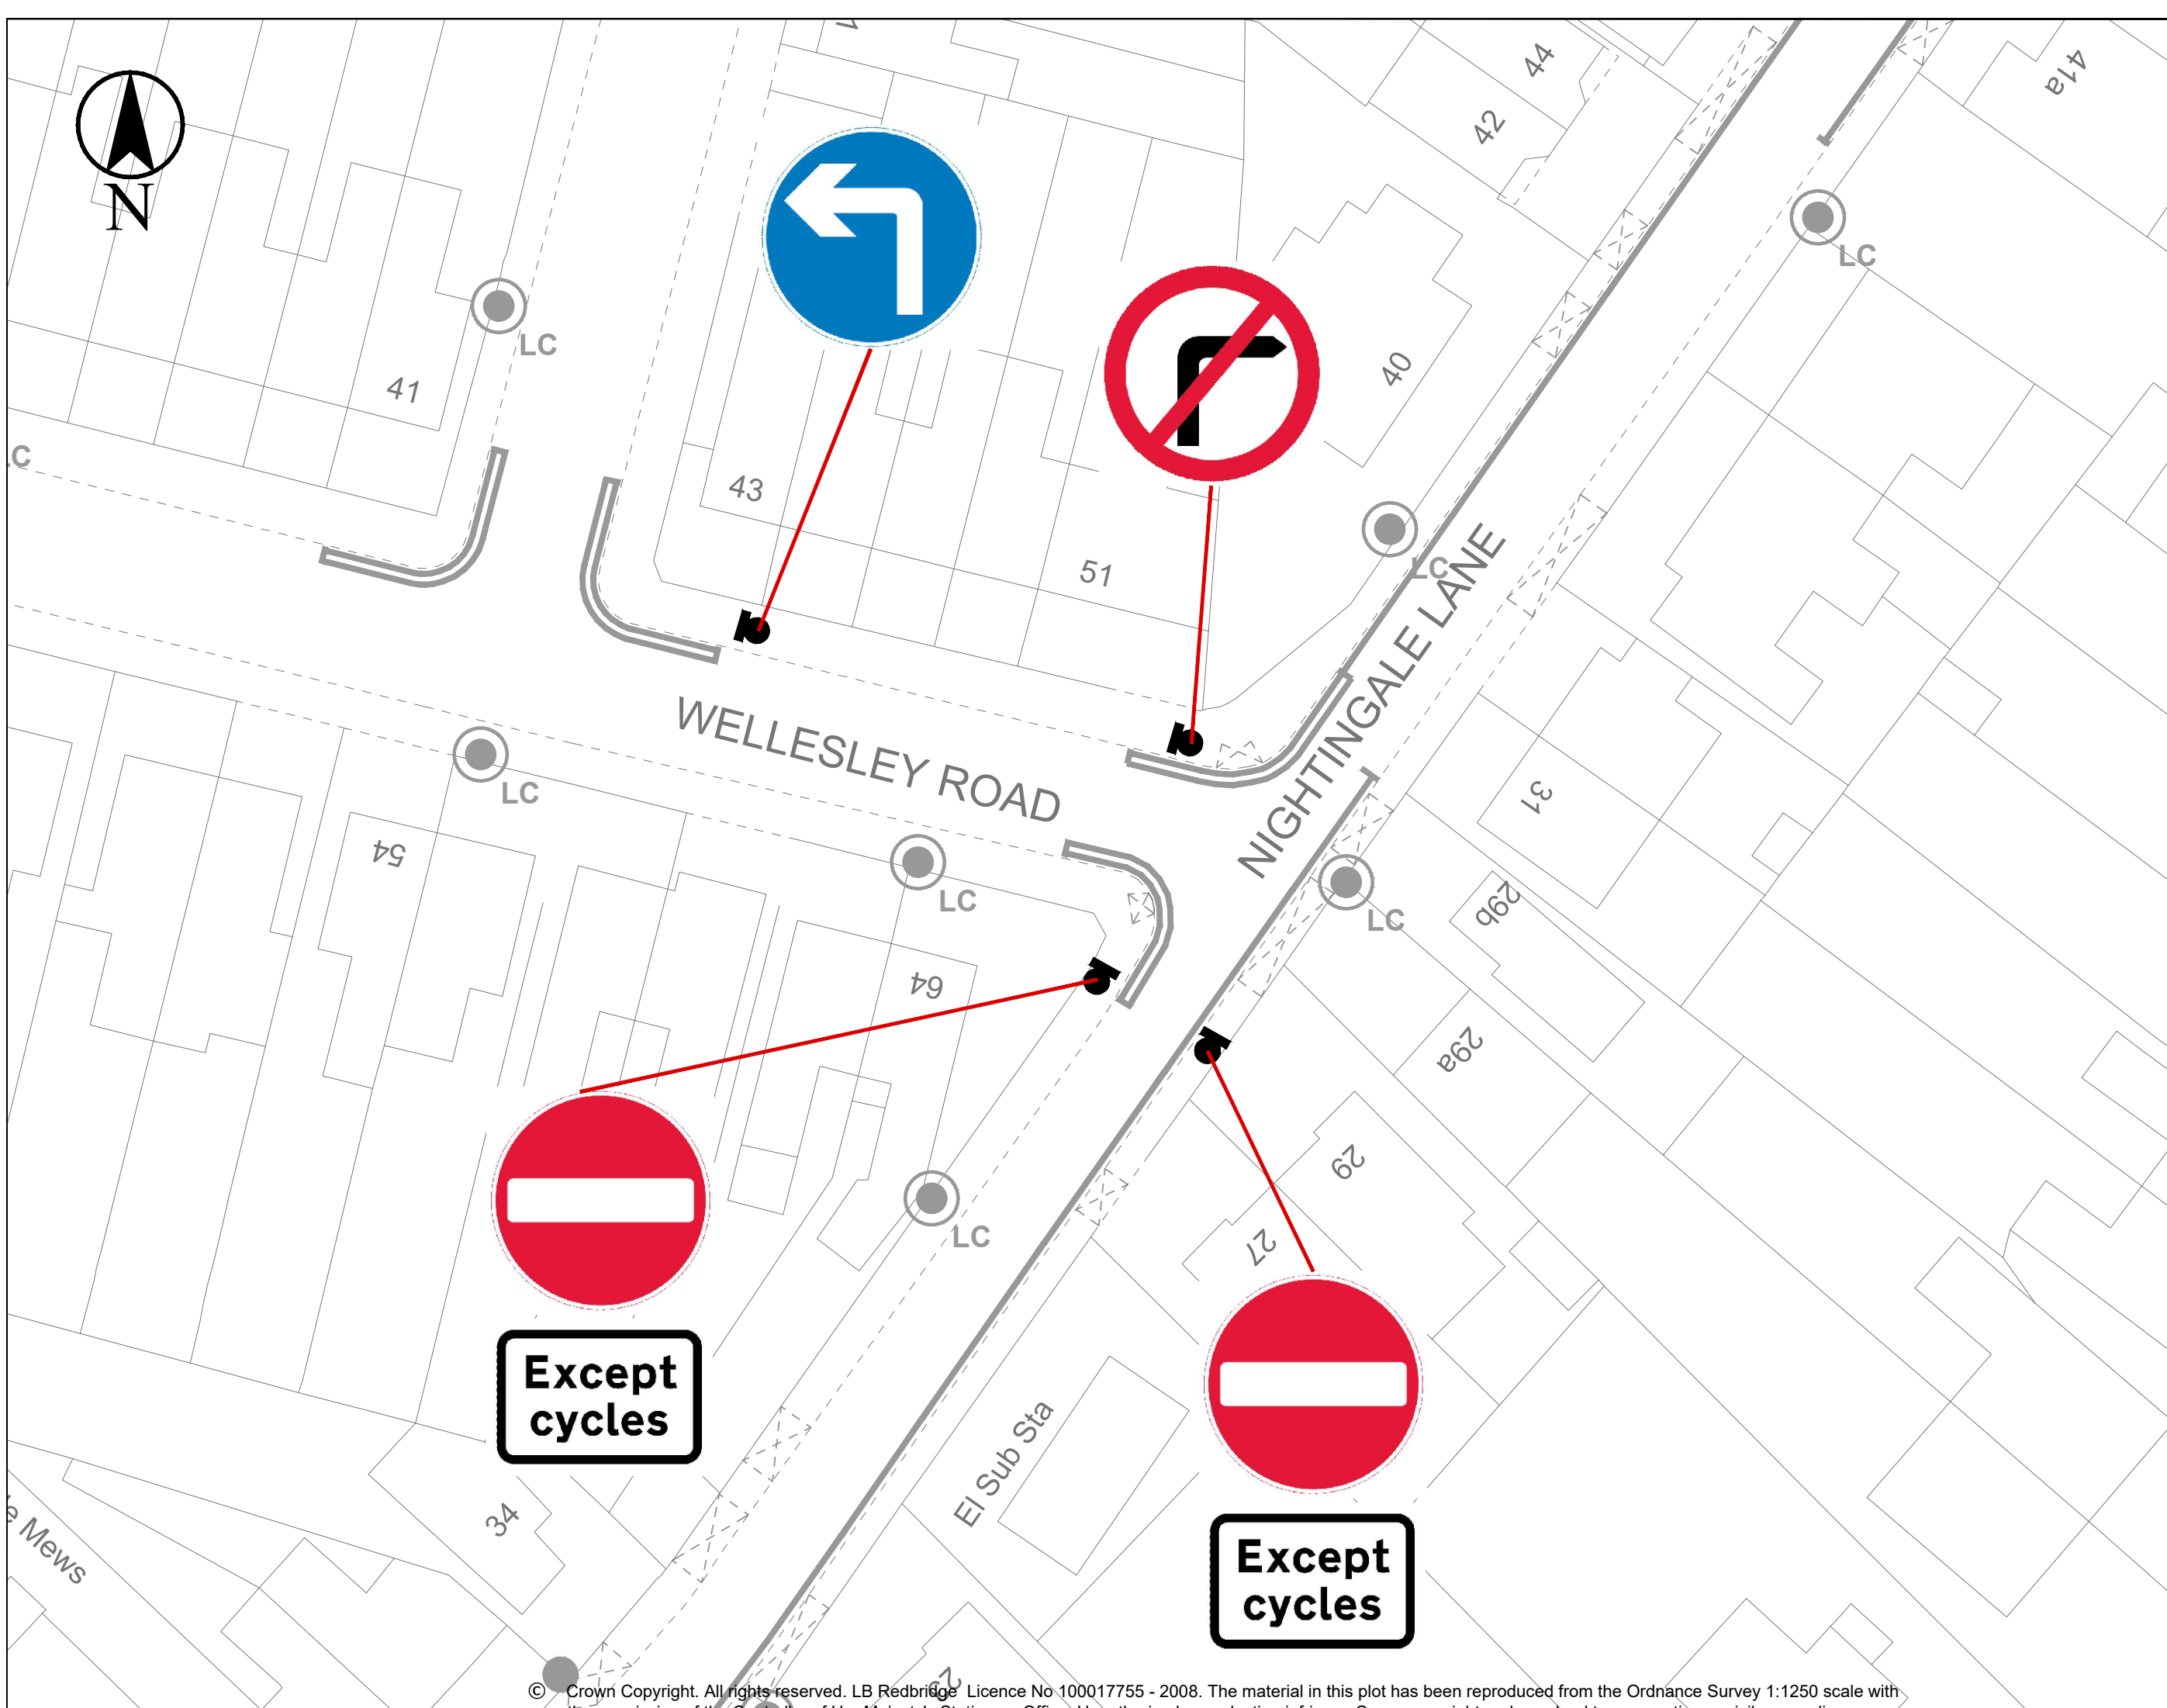 44
41a
42
N
LC
LC
40
41
LC
43
51
LC
NIGHTINGALE LANE
WELLESLEY ROAD
LC
31
54
LC
LC
29b
64
29a
29
27
LC
Except
cycles
El Sub Sta
34
Mews
Except
cycles
© Crown Copyright. All rights reserved. LB Redbridge Licence No 100017755 - 2008. The material in this plot has been reproduced from the Ordnance Survey 1:1250 scale with